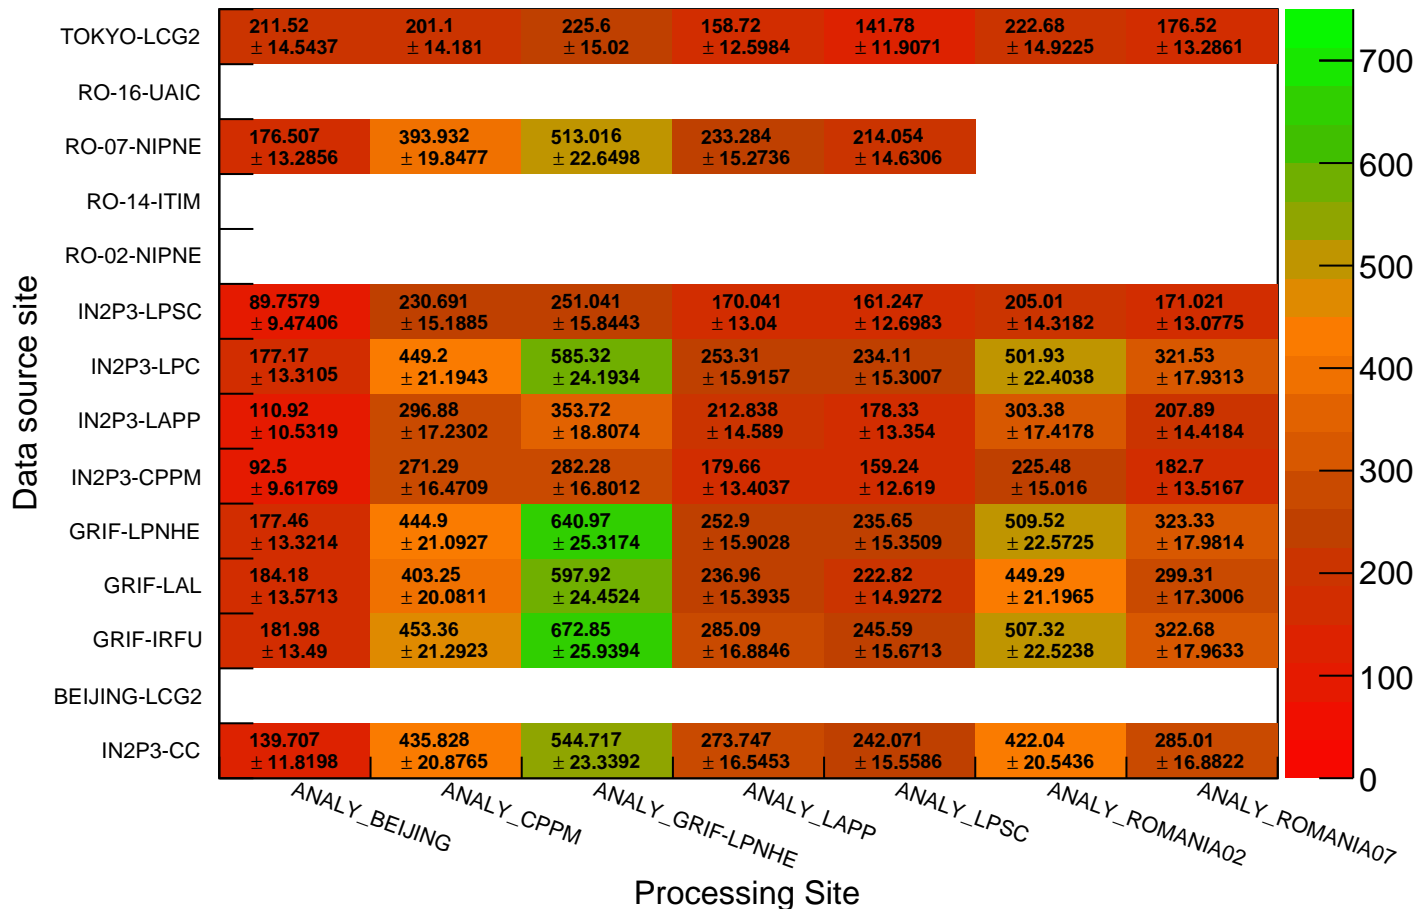 TOKYO-LCG2
211.52 201.1 225.6 158.72 141.78 222.68 176.52
± 14.5437 ± 14.181 ± 15.02 ± 12.5984 ± 11.9071 ± 14.9225 ± 13.2861
RO-16-UAIC
RO-07-NIPNE
176.507 393.932 513.016 233.284 214.054
± 13.2856 ± 19.8477 ± 22.6498 ± 15.2736 ± 14.6306
RO-14-ITIM
RO-02-NIPNE
IN2P3-LPSC
89.7579 230.691 251.041 170.041 161.247 205.01 171.021
± 9.47406 ± 15.1885 ± 15.8443 ± 13.04 ± 12.6983 ± 14.3182 ± 13.0775
IN2P3-LPC
177.17 449.2 585.32 253.31 234.11 501.93 321.53
± 13.3105 ± 21.1943 ± 24.1934 ± 15.9157 ± 15.3007 ± 22.4038 ± 17.9313
IN2P3-LAPP
110.92 296.88 353.72 212.838 178.33 303.38 207.89
± 10.5319 ± 17.2302 ± 18.8074 ± 14.589 ± 13.354 ± 17.4178 ± 14.4184
IN2P3-CPPM
92.5 271.29 282.28 179.66 159.24 225.48 182.7
± 9.61769 ± 16.4709 ± 16.8012 ± 13.4037 ± 12.619 ± 15.016 ± 13.5167
GRIF-LPNHE
177.46 444.9 640.97 252.9 235.65 509.52 323.33
± 13.3214 ± 21.0927 ± 25.3174 ± 15.9028 ± 15.3509 ± 22.5725 ± 17.9814
GRIF-LAL
184.18 403.25 597.92 236.96 222.82 449.29 299.31
± 13.5713 ± 20.0811 ± 24.4524 ± 15.3935 ± 14.9272 ± 21.1965 ± 17.3006
GRIF-IRFU
181.98 453.36 672.85 285.09 245.59 507.32 322.68
± 13.49 ± 21.2923 ± 25.9394 ± 16.8846 ± 15.6713 ± 22.5238 ± 17.9633
BEIJING-LCG2
IN2P3-CC
139.707 435.828 544.717 273.747 242.071 422.04 285.01
± 11.8198 ± 20.8765 ± 23.3392 ± 16.5453 ± 15.5586 ± 20.5436 ± 16.8822
Data source site
ANALY_BEIJING
ANALY_CPPM
ANALY_GRIF-LPNHE
ANALY_LAPP
ANALY_LPSC
ANALY_ROMANIA02
ANALY_ROMANIA07
Processing Site
700
600
500
400
300
200
100
0